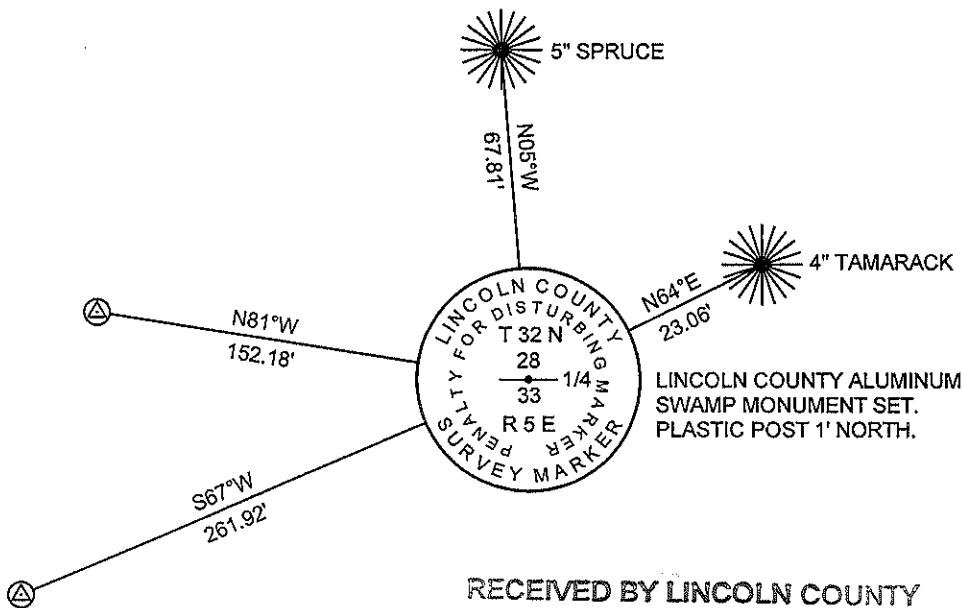 5" SPRUCE
N05°W
67.81'
4" TAMARACK
N64°E
23.06'
N81°W
152.18'
S67°W
261.92'
LINCOLN COUNTY
PENALTY FOR DISTURBING MARKER
T 32 N
28
1/4
33
R 5 E
SURVEY MARKER
LINCOLN COUNTY ALUMINUM
SWAMP MONUMENT SET.
PLASTIC POST 1' NORTH.
RECEIVED BY LINCOLN COUNTY